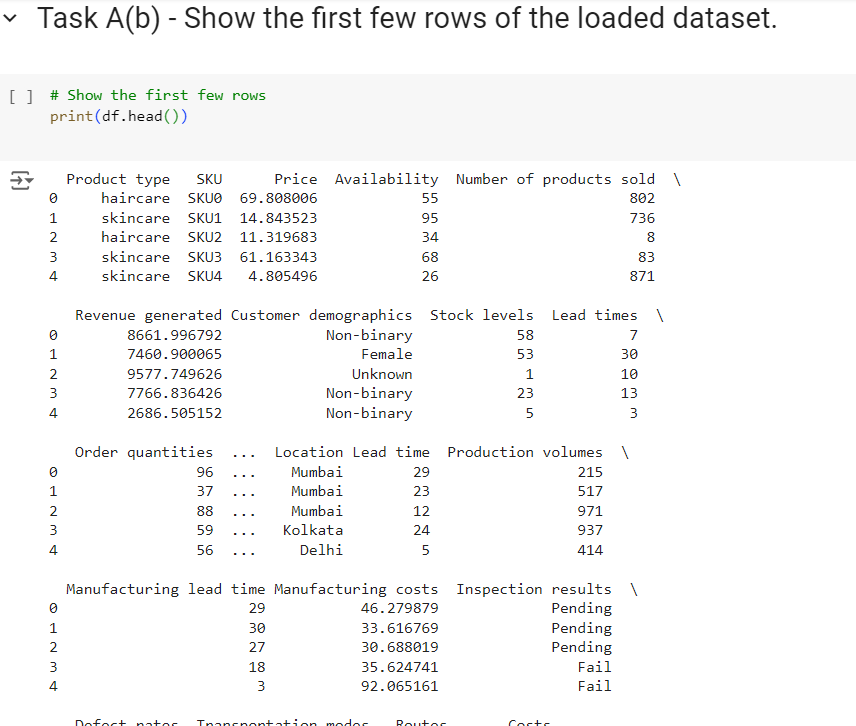 Task A(b) - Show the first few rows of the loaded dataset.
[ ] # Show the first few rows
print(df.head())
Product type SKU Price Availability Number of products sold \
0 haircare SKU0 69.808006 55 802
1 skincare SKU1 14.843523 95 736
2 haircare SKU2 11.319683 34 8
3 skincare SKU3 61.163343 68 83
4 skincare SKU4 4.805496 26 871
Revenue generated Customer demographics Stock levels Lead times \
0 8661.996792 Non-binary 58 7
1 7460.900065 Female 53 30
2 9577.749626 Unknown 1 10
3 7766.836426 Non-binary 23 13
4 2686.505152 Non-binary 5 3
Order quantities ... Location Lead time Production volumes \
0 96 ... Mumbai 29 215
1 37 ... Mumbai 23 517
2 88 ... Mumbai 12 971
3 59 ... Kolkata 24 937
4 56 ... Delhi 5 414
Manufacturing lead time Manufacturing costs Inspection results \
0 29 46.279879 Pending
1 30 33.616769 Pending
2 27 30.688019 Pending
3 18 35.624741 Fail
4 3 92.065161 Fail
Defect rates Transportation modes Routes Costs